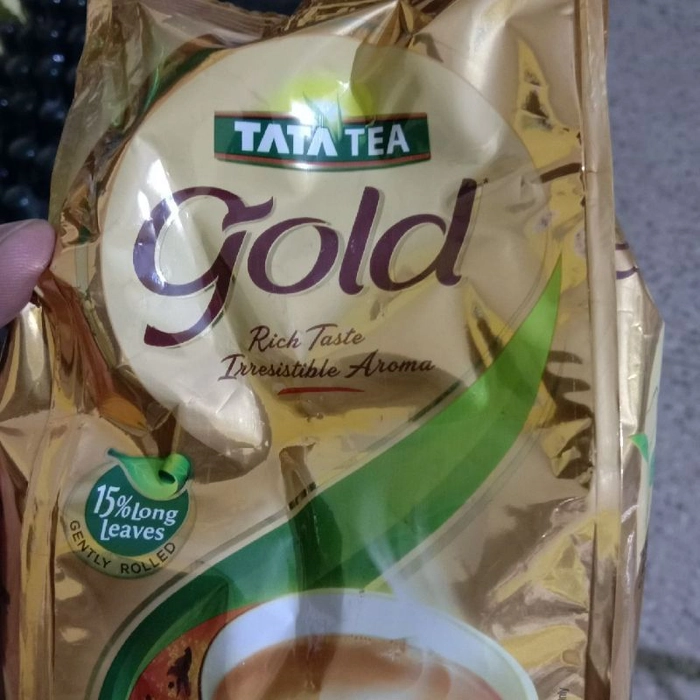 TATA TEA
gold
Rich Taste
Irresistible Aroma
15% Long
Leaves
GENTLY ROLLED